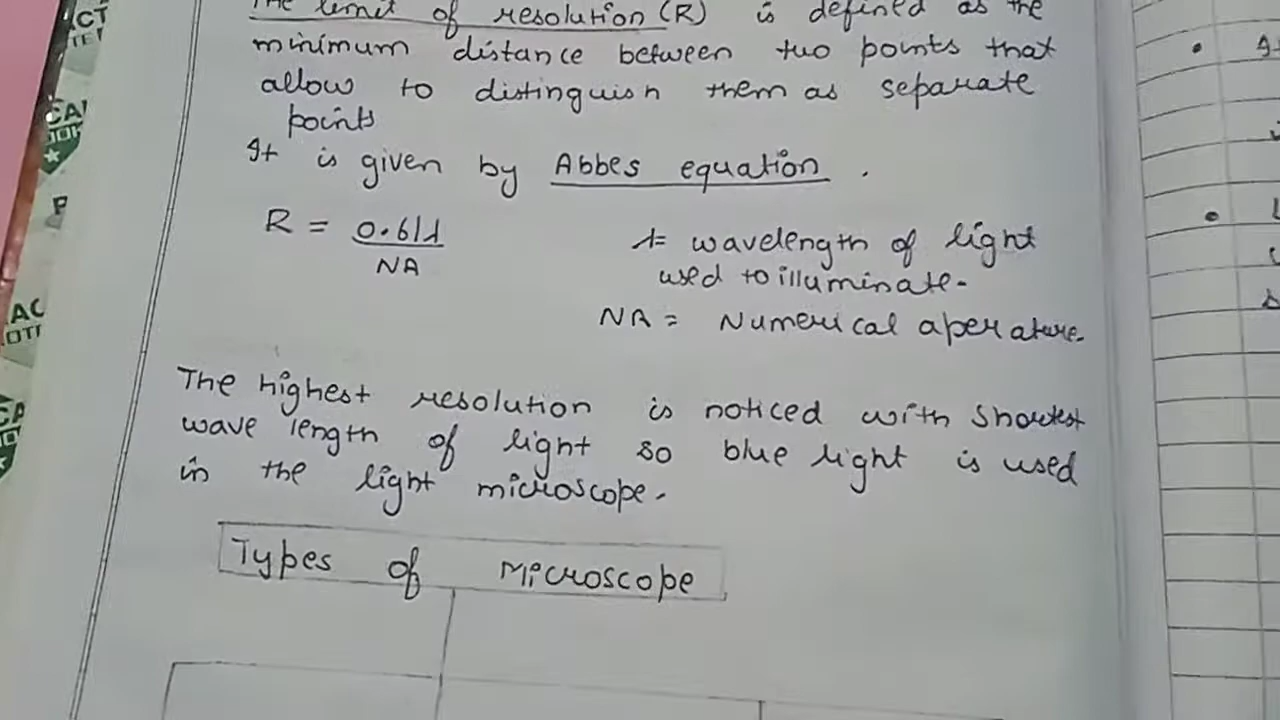 The limit of resolution (R) is defined as the
minimum distance between two points that
allow to distinguish them as separate
points
It is given by Abbes equation.
R = 0.61λ
NA
λ = wavelength of light
used to illuminate.
NA = Numerical aperature.
The highest resolution is noticed with shortest
wave length of light so blue light is used
in the light microscope.
Types of Microscope